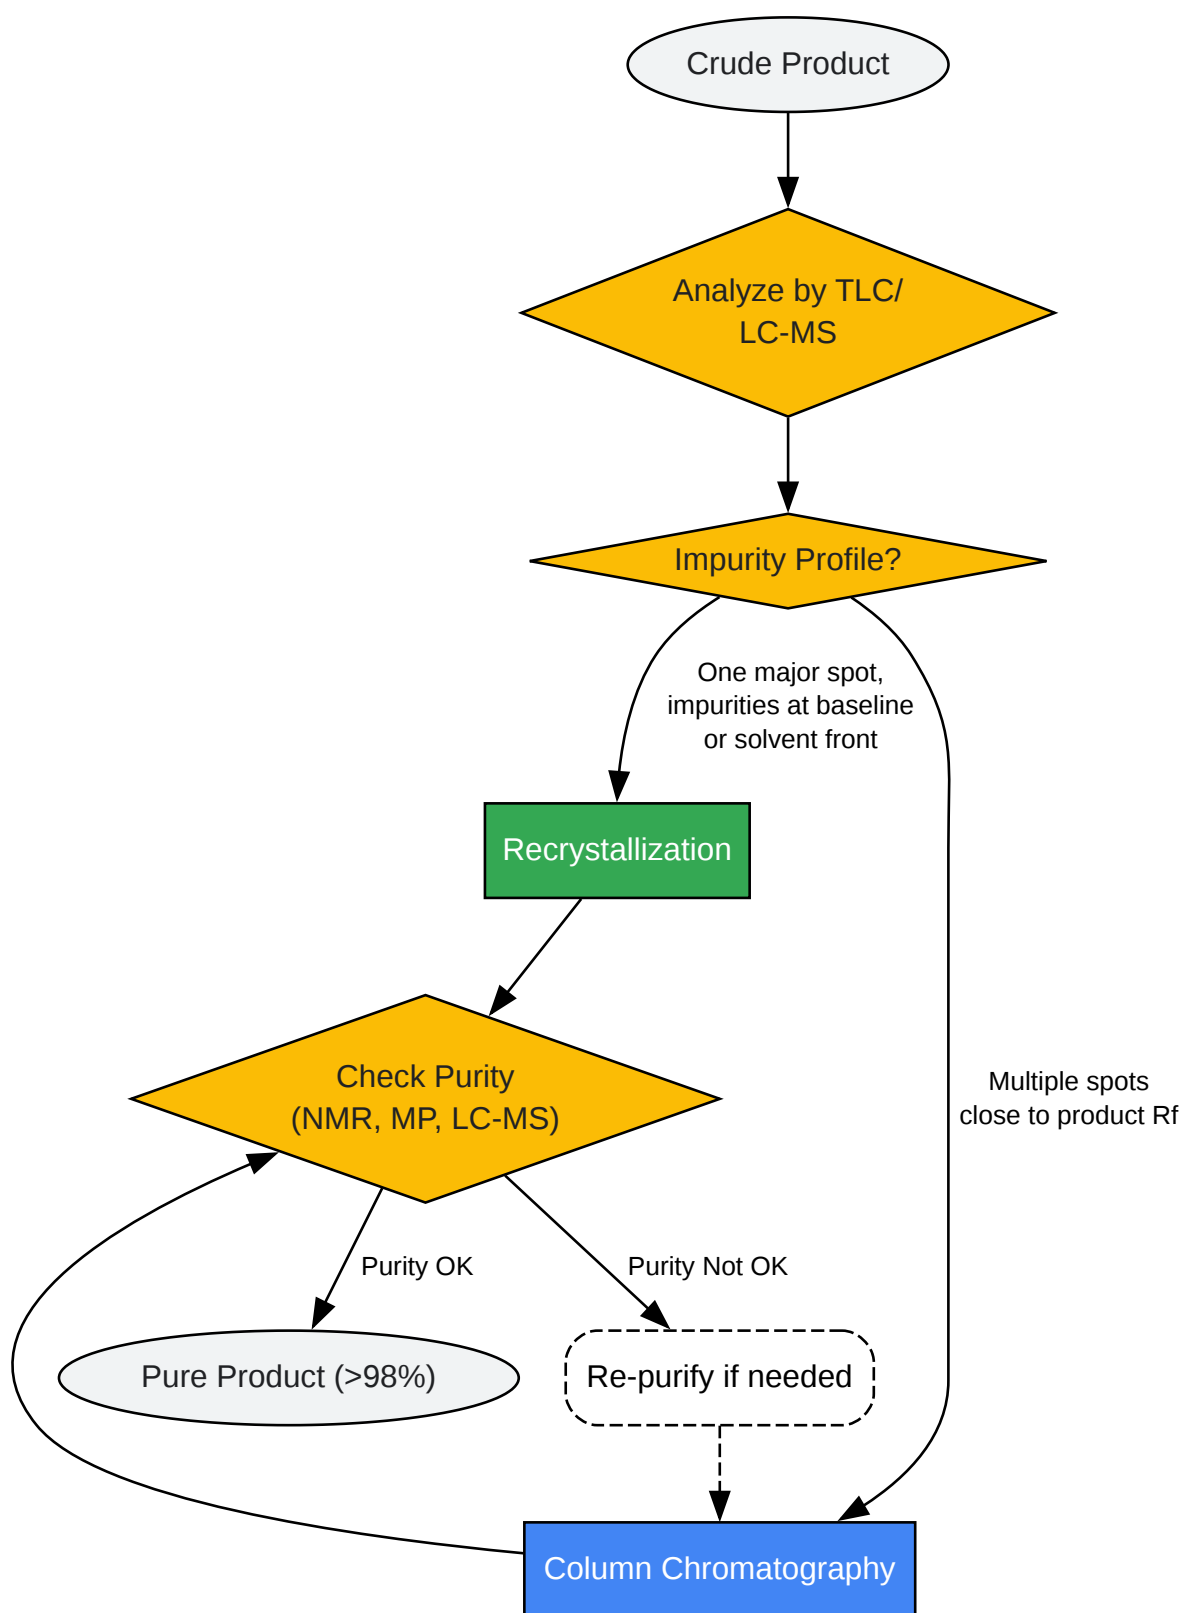 Crude Product
Analyze by TLC/
LC-MS
Impurity Profile?
One major spot,
impurities at baseline
or solvent front
Recrystallization
Check Purity
(NMR, MP, LC-MS)
Multiple spots
close to product Rf
Purity OK
Purity Not OK
Pure Product (>98%)
Re-purify if needed
Column Chromatography